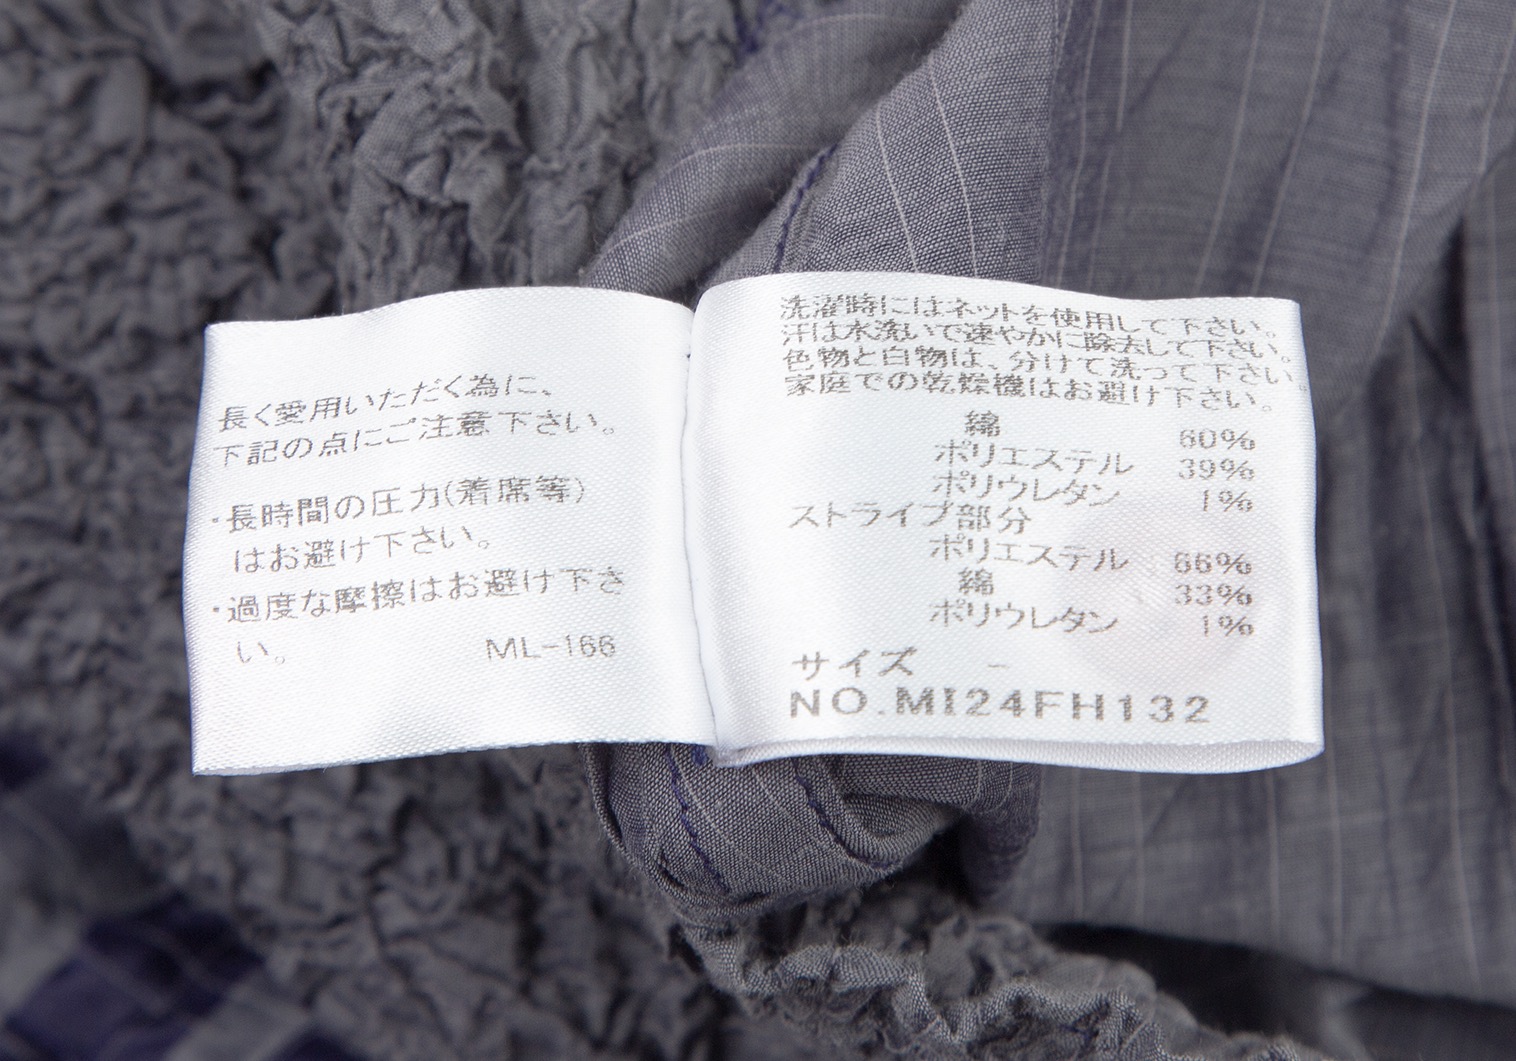 長く愛用いただく為に、
下記の点にご注意下さい。
・長時間の圧力(着席等)
はお避け下さい。
・過度な摩擦はお避け下さ
い。
ML-166
洗濯時にはネットを使用して下さい。
汗は水洗いで速やかに除去して下さい。
色物と白物は、分けて洗って下さい。
家庭での乾燥機はお避け下さい。
綿 60%
ポリエステル 39%
ポリウレタン 1%
ストライプ部分
ポリエステル 66%
綿 33%
ポリウレタン 1%
サイズ -
NO.MI24FH132